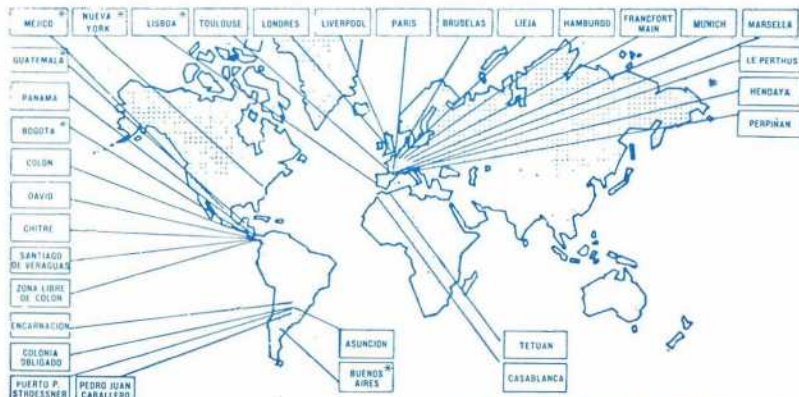 MEJICO *
NUEVA *
YORK
LISBOA *
TOULOUSE
LONDRES
LIVERPOOL
PARIS
BRUSELAS
LIEJA
HAMBURGO
FRANCFORT
MAIN
MUNICH
MARSELLA
GUATEMALA *
LE PERTHUS
PANAMA
HENDAYA
BOGOTA *
PERPIÑAN
COLON
DAVID
CHITRE
SANTIAGO
DE VERAGUAS
ZONA LIBRE
DE COLON
ENCARNACION
COLONIA
OBLIGADO
PUERTO P.
STROESSNER
PEDRO JUAN
CABALLERO
ASUNCION
BUENOS *
AIRES
TETUAN
CASABLANCA